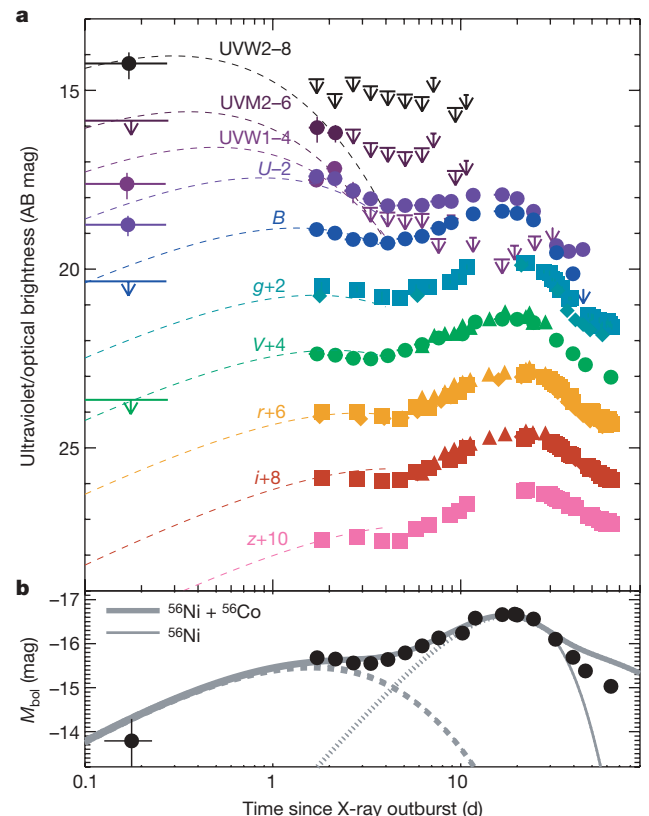 a
15
20
25
Ultraviolet/optical brightness (AB mag)
UVW2–8
UVM2–6
UVW1–4
U–2
B
g+2
V+4
r+6
i+8
z+10
b
–17
–16
–15
–14
M bol (mag)
56Ni + 56Co
56Ni
0.1
1
10
Time since X-ray outburst (d)